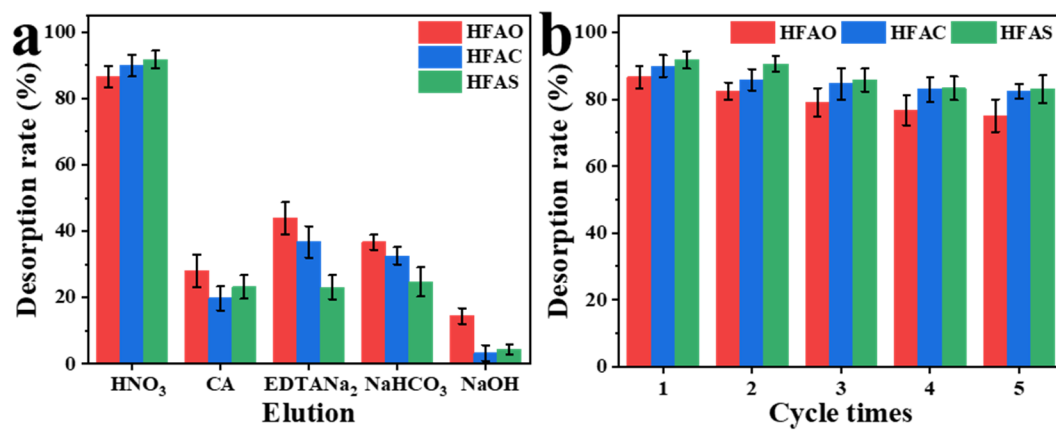 a
HFAO
HFAC
HFAS
Desorption rate (%)
100
80
60
40
20
0
HNO₃ CA EDTANa₂ NaHCO₃ NaOH
Elution
b
HFAO HFAC HFAS
Desorption rate (%)
100
80
60
40
20
0
1 2 3 4 5
Cycle times